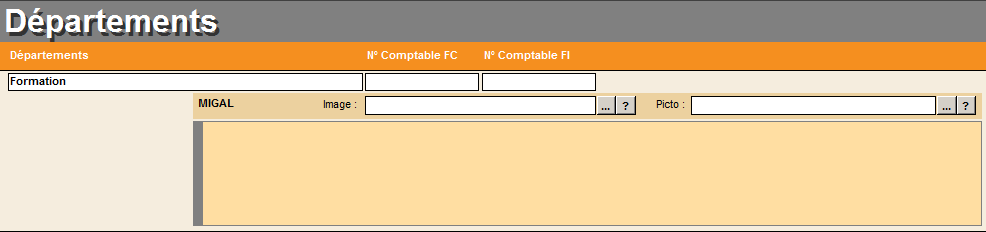 Départements
Départements N° Comptable FC N° Comptable FI
Formation
MIGAL Image : ... ? Picto : ... ?